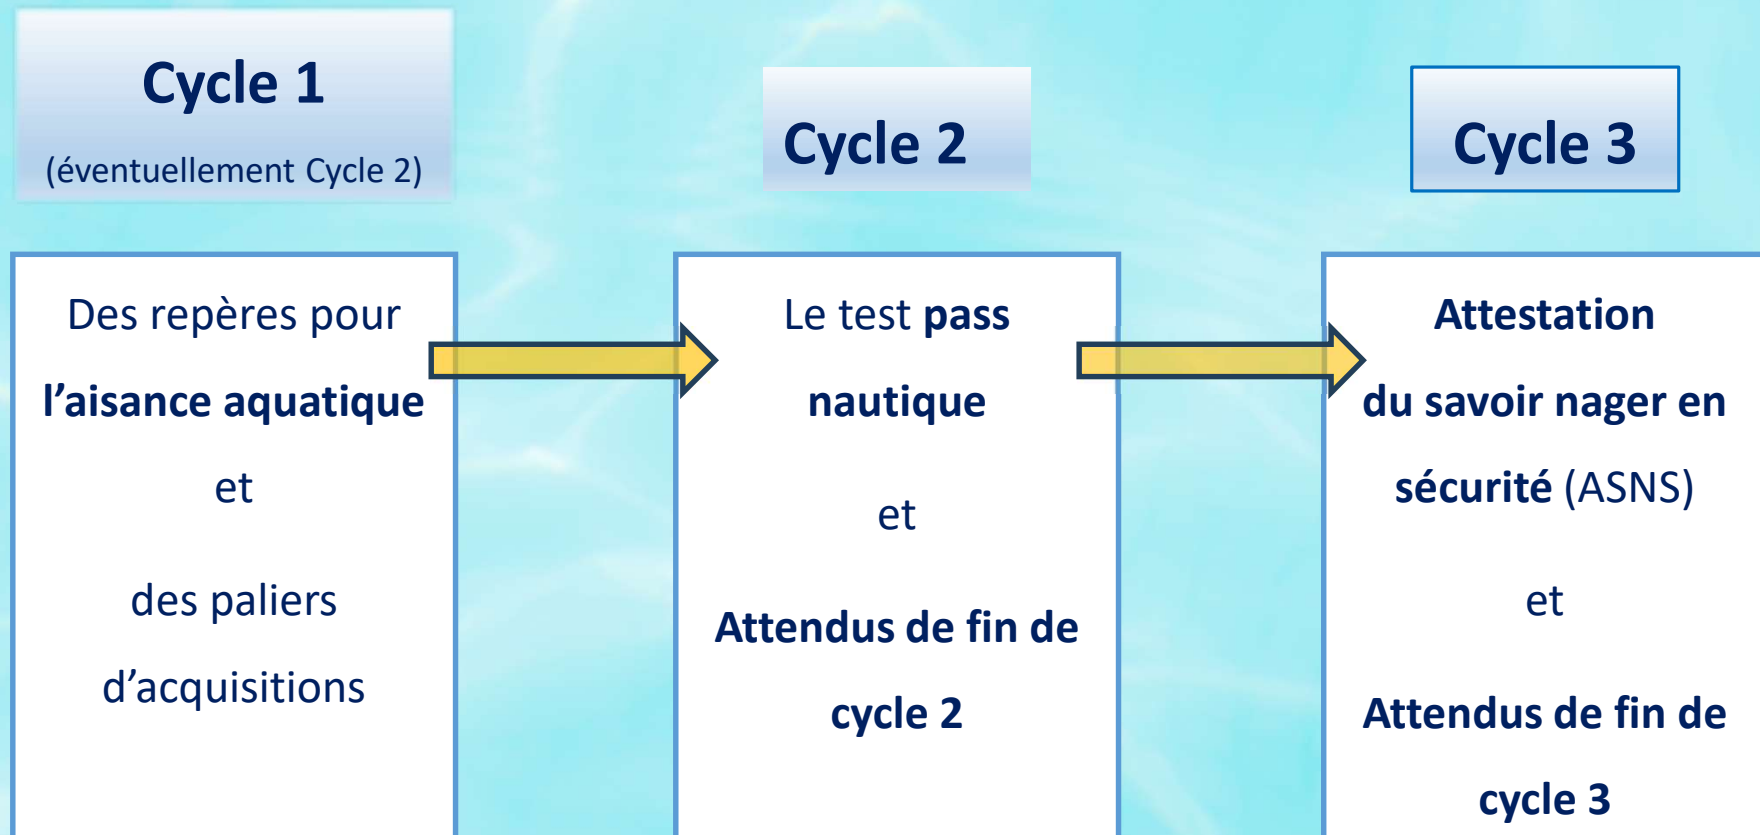 Cycle 1
(éventuellement Cycle 2)
Des repères pour
l’aisance aquatique
et
des paliers
d’acquisitions
Cycle 2
Le test pass
nautique
et
Attendus de fin de
cycle 2
Cycle 3
Attestation
du savoir nager en
sécurité (ASNS)
et
Attendus de fin de
cycle 3